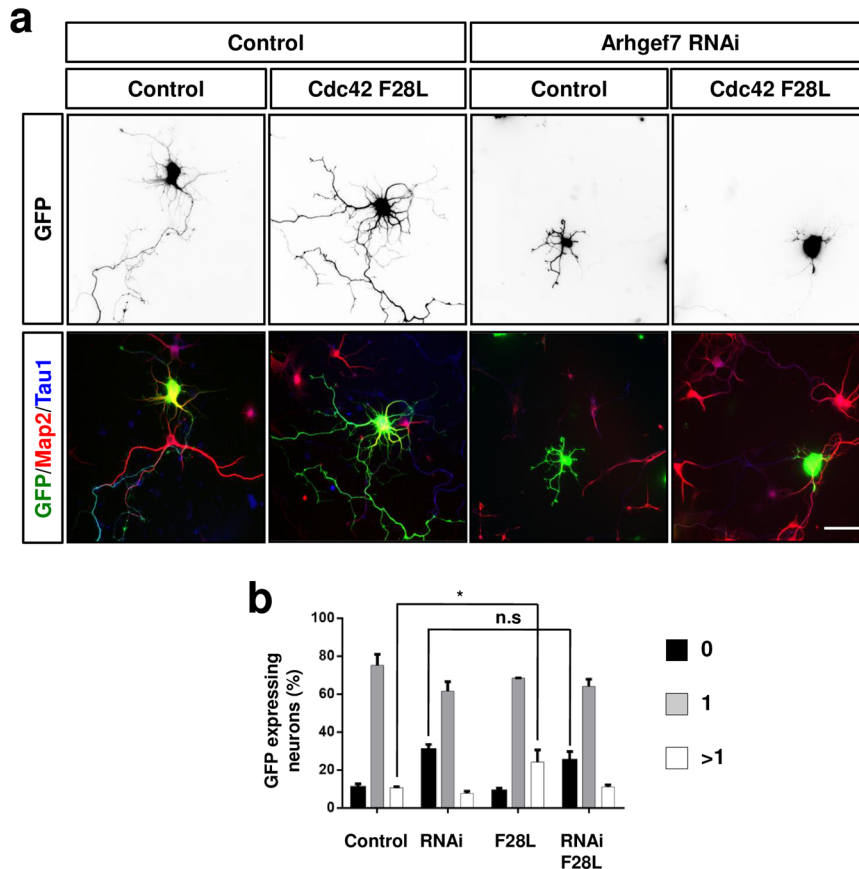 a
Control
Arhgef7 RNAi
Control
Cdc42 F28L
Control
Cdc42 F28L
GFP
GFP/Map2/Tau1
b
*
n.s
100
80
60
40
20
0
GFP expressing
neurons (%)
Control
RNAi
F28L
RNAi
F28L
0
1
>1